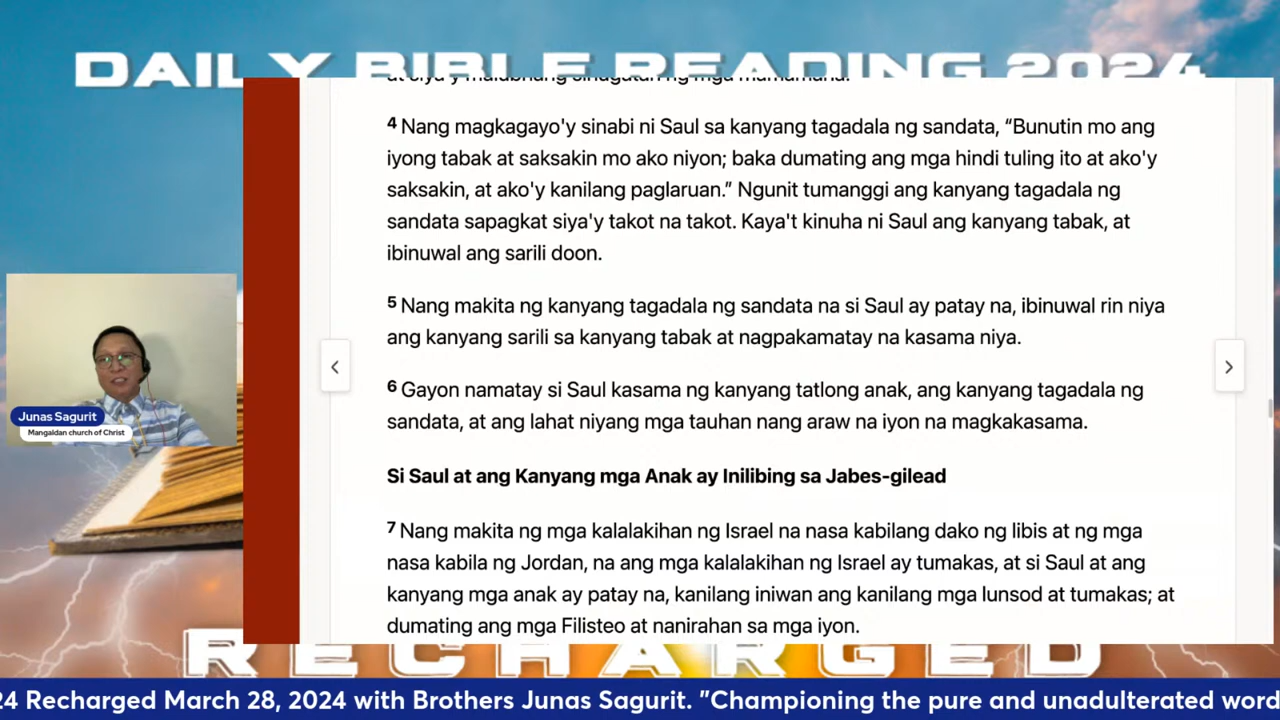 DAILY BIBLE READING 2024
4 Nang magkagayo'y sinabi ni Saul sa kanyang tagadala ng sandata, “Bunutin mo ang
iyong tabak at saksakin mo ako niyon; baka dumating ang mga hindi tuling ito at ako'y
saksakin, at ako'y kanilang paglaruan.” Ngunit tumanggi ang kanyang tagadala ng
sandata sapagkat siya'y takot na takot. Kaya't kinuha ni Saul ang kanyang tabak, at
ibinuwal ang sarili doon.
5 Nang makita ng kanyang tagadala ng sandata na si Saul ay patay na, ibinuwal rin niya
ang kanyang sarili sa kanyang tabak at nagpakamatay na kasama niya.
6 Gayon namatay si Saul kasama ng kanyang tatlong anak, ang kanyang tagadala ng
sandata, at ang lahat niyang mga tauhan nang araw na iyon na magkakasama.
Si Saul at ang Kanyang mga Anak ay Inilibing sa Jabes-gilead
7 Nang makita ng mga kalalakihan ng Israel na nasa kabilang dako ng libis at ng mga
nasa kabila ng Jordan, na ang mga kalalakihan ng Israel ay tumakas, at si Saul at ang
kanyang mga anak ay patay na, kanilang iniwan ang kanilang mga lunsod at tumakas; at
dumating ang mga Filisteo at nanirahan sa mga iyon.
Junas Sagurit
Mangaldan church of Christ
RECHARGED
24 Recharged March 28, 2024 with Brothers Junas Sagurit. "Championing the pure and unadulterated word